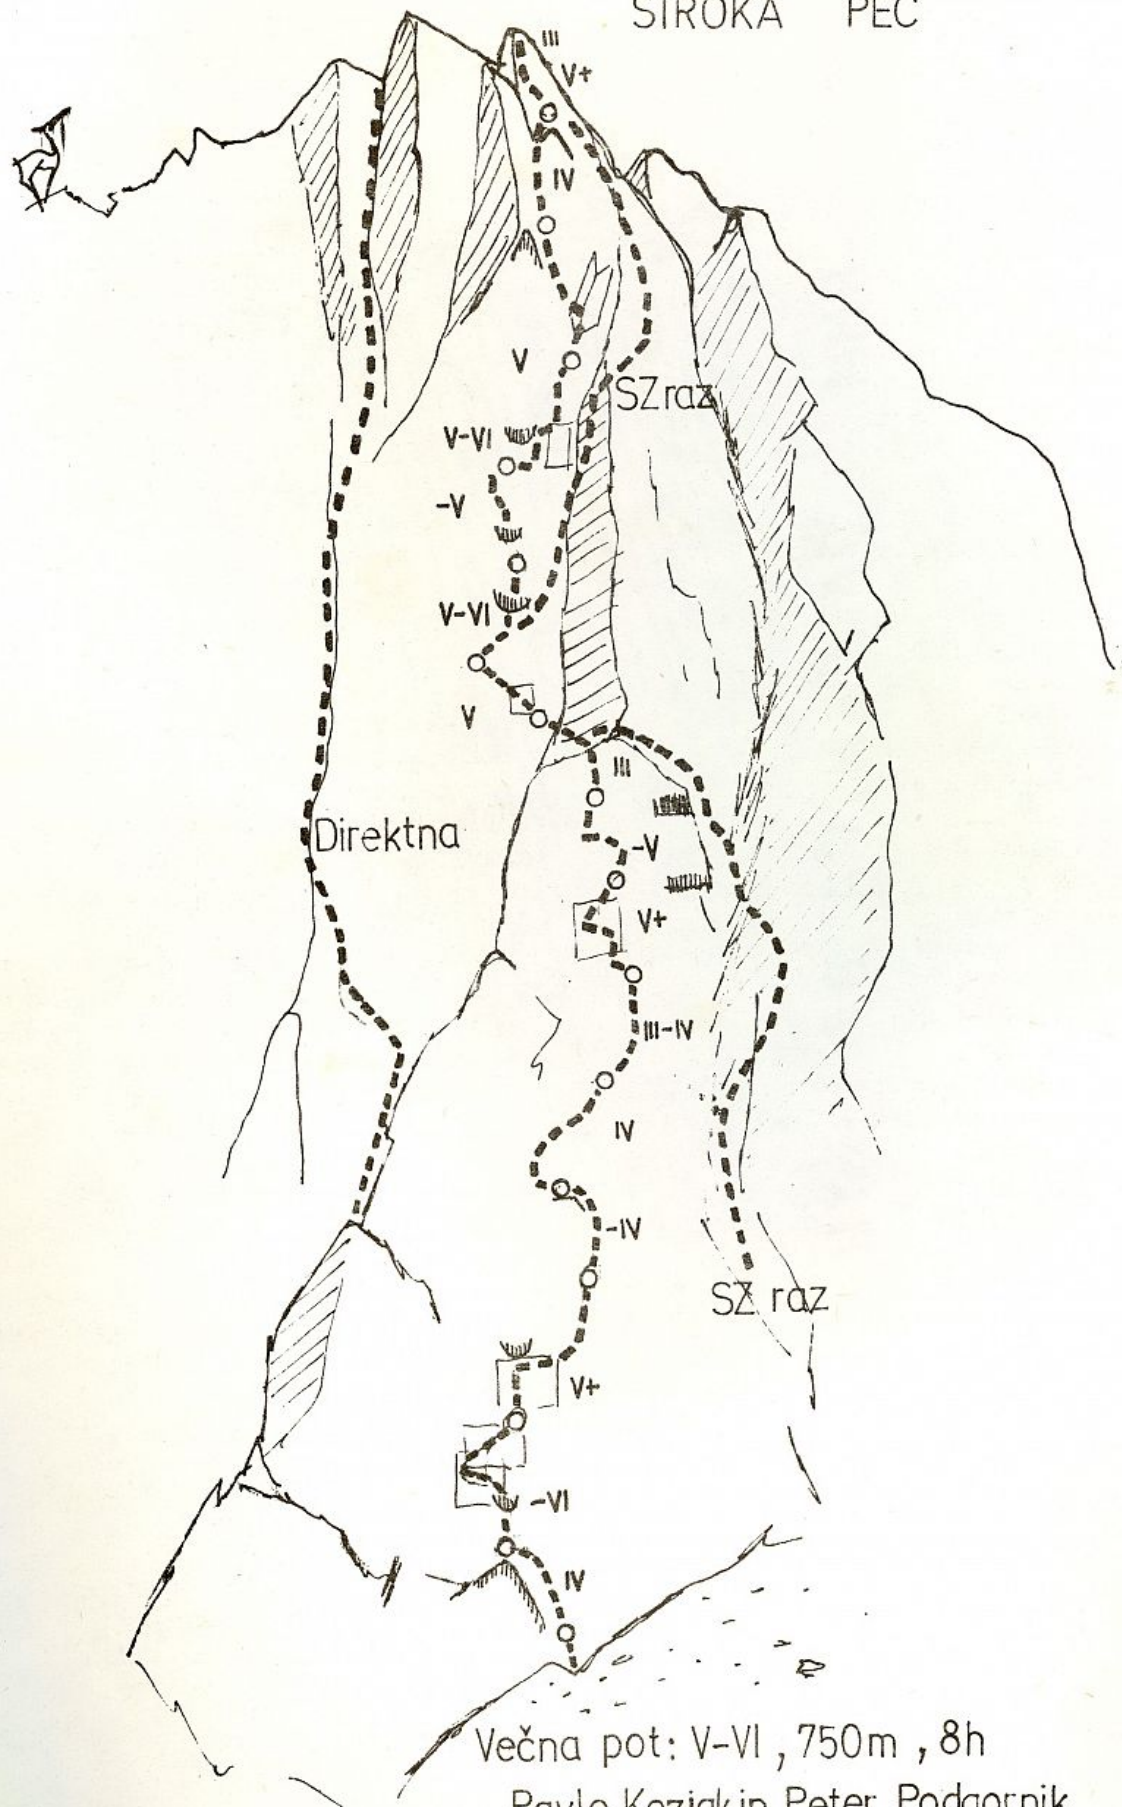 ŠIROKA PEČ
III
V+
IV
V
SZ raz
V-VI
-V
V-VI
V
III
Direktna
-V
V+
III-IV
IV
-IV
SZ raz
V+
-VI
IV
Večna pot: V-VI, 750m, 8h
Pavle Kozjak in Peter Podgornik